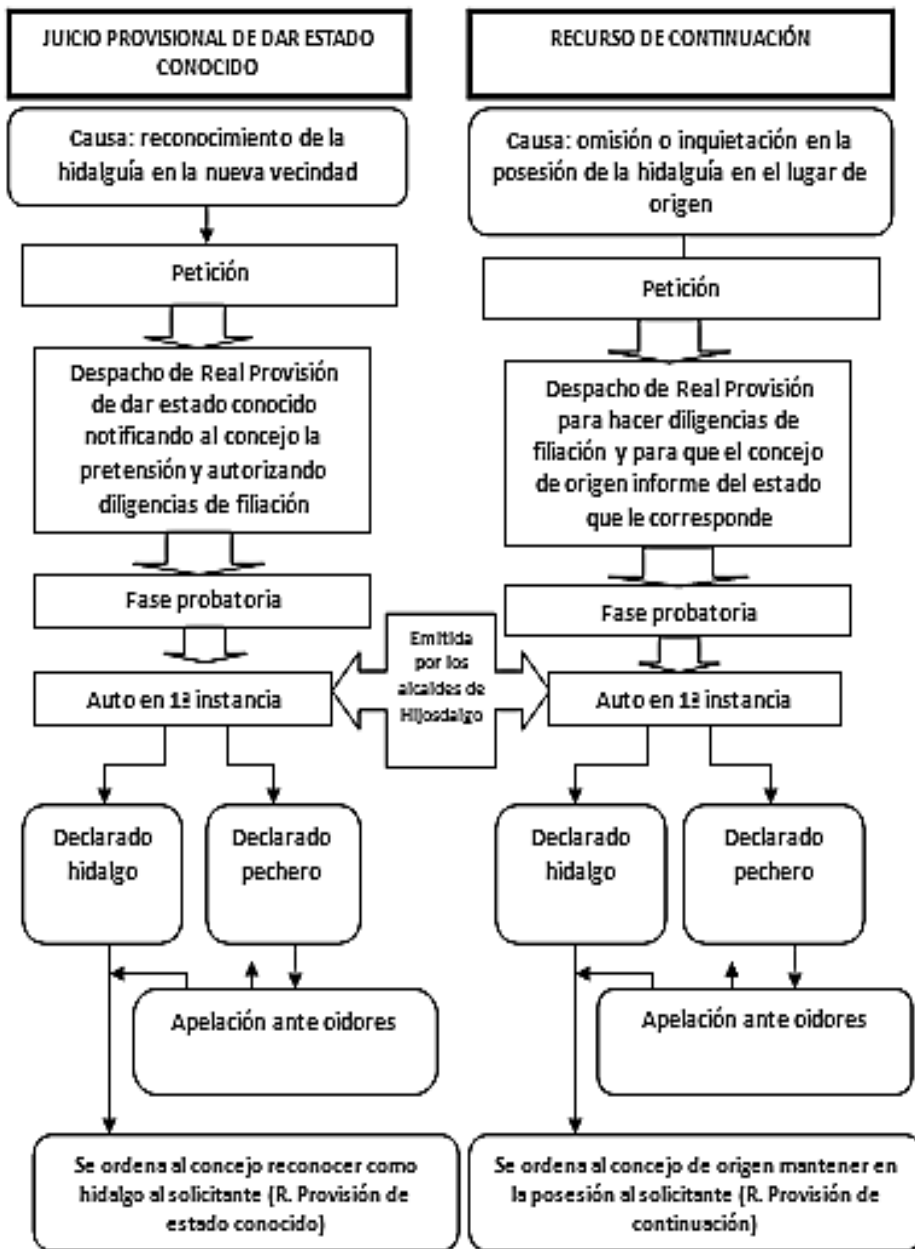 JUICIO PROVISIONAL DE DAR ESTADO
CONOCIDO
Causa: reconocimiento de la
hidalguía en la nueva vecindad
Petición
Despacho de Real Provisión
de dar estado conocido
notificando al concejo la
pretensión y autorizando
diligencias de filiación
Fase probatoria
Auto en 1ª instancia
Declarado
hidalgo
Declarado
pechero
Apelación ante oidores
Se ordena al concejo reconocer como
hidalgo al solicitante (R. Provisión de
estado conocido)
Emitida
por los
alcaldes de
Hijosdalgo
RECURSO DE CONTINUACIÓN
Causa: omisión o inquietación en la
posesión de la hidalguía en el lugar de
origen
Petición
Despacho de Real Provisión
para hacer diligencias de
filiación y para que el concejo
de origen informe del estado
que le corresponde
Fase probatoria
Auto en 1ª instancia
Declarado
hidalgo
Declarado
pechero
Apelación ante oidores
Se ordena al concejo de origen mantener en
la posesión al solicitante (R. Provisión de
continuación)